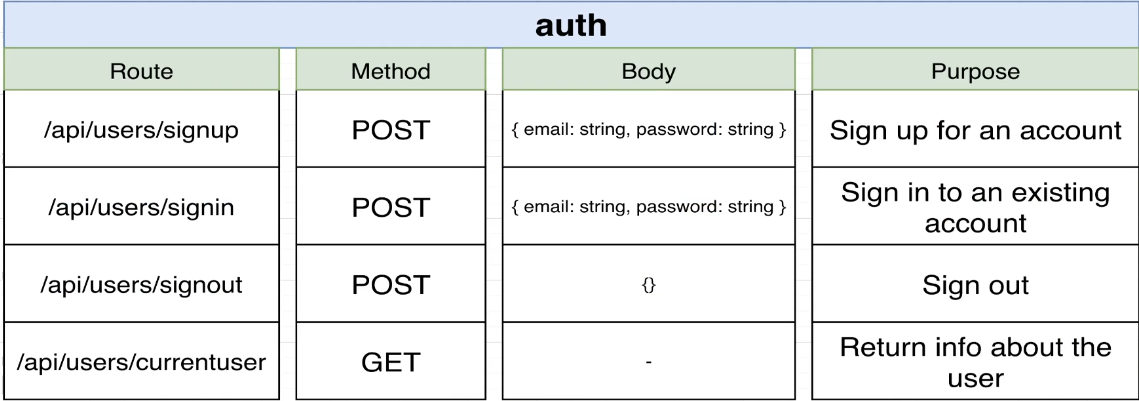 auth
Route Method Body Purpose
/api/users/signup POST { email: string, password: string } Sign up for an account
/api/users/signin POST { email: string, password: string } Sign in to an existing
account
/api/users/signout POST {} Sign out
/api/users/currentuser GET - Return info about the
user